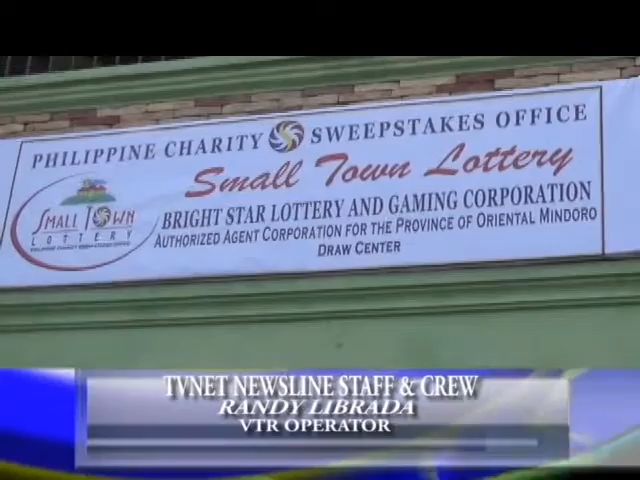 PHILIPPINE CHARITY SWEEPSTAKES OFFICE
Small Town Lottery
SMALL TOWN
LOTTERY
BRIGHT STAR LOTTERY AND GAMING CORPORATION
AUTHORIZED AGENT CORPORATION FOR THE PROVINCE OF ORIENTAL MINDORO
DRAW CENTER
TVNET NEWSLINE STAFF & CREW
RANDY LIBRADA
VTR OPERATOR